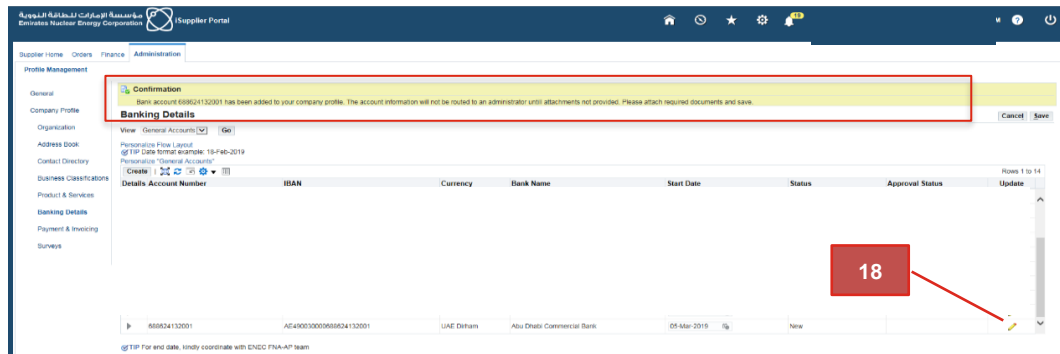 مؤسسة الإمارات للطاقة النووية
Emirates Nuclear Energy Corporation
iSupplier Portal
19
M
?
Supplier Home Orders Finance Administration
Profile Management
General
Company Profile
Organization
Address Book
Contact Directory
Business Classifications
Product & Services
Banking Details
Payment & Invoicing
Surveys
Confirmation
Bank account 688624132001 has been added to your company profile. The account information will not be routed to an administrator until attachments not provided. Please attach required documents and save.
Banking Details
Cancel Save
View General Accounts Go
Personalize Flow Layout
TIP Date format example: 18-Feb-2019
Personalize "General Accounts"
Create
Rows 1 to 14
Details Account Number IBAN Currency Bank Name Start Date Status Approval Status Update
18
688624132001 AE490030000688624132001 UAE Dirham Abu Dhabi Commercial Bank 05-Mar-2019 New
TIP For end date, kindly coordinate with ENEC FNA-AP team